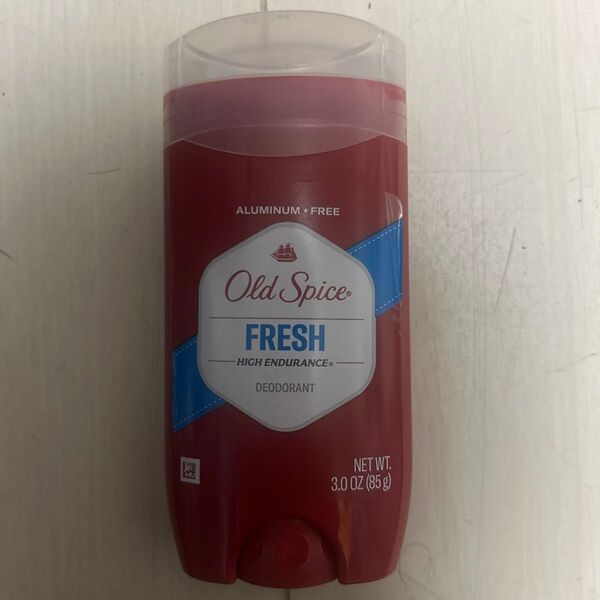 ALUMINUM ★ FREE
Old Spice®
FRESH
HIGH ENDURANCE®
DEODORANT
NET WT.
3.0 OZ (85 g)